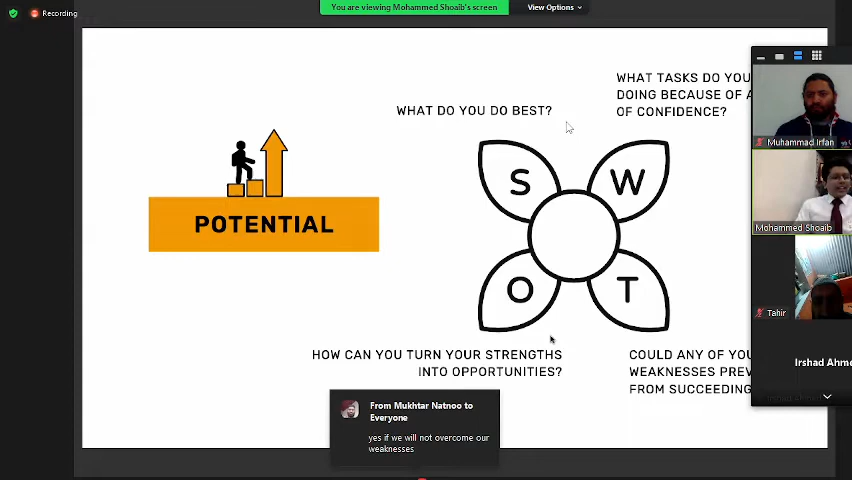 Recording
You are viewing Mohammed Shoaib's screen
View Options
WHAT DO YOU DO BEST?
WHAT TASKS DO YOU
DOING BECAUSE OF A
OF CONFIDENCE?
S
W
POTENTIAL
O
T
HOW CAN YOU TURN YOUR STRENGTHS
INTO OPPORTUNITIES?
COULD ANY OF YOU
WEAKNESSES PREV
FROM SUCCEEDING
From Mukhtar Natnoo to
Everyone
yes if we will not overcome our
weaknesses
Muhammad Irfan
Mohammed Shoaib
Tahir
Irshad Ahme